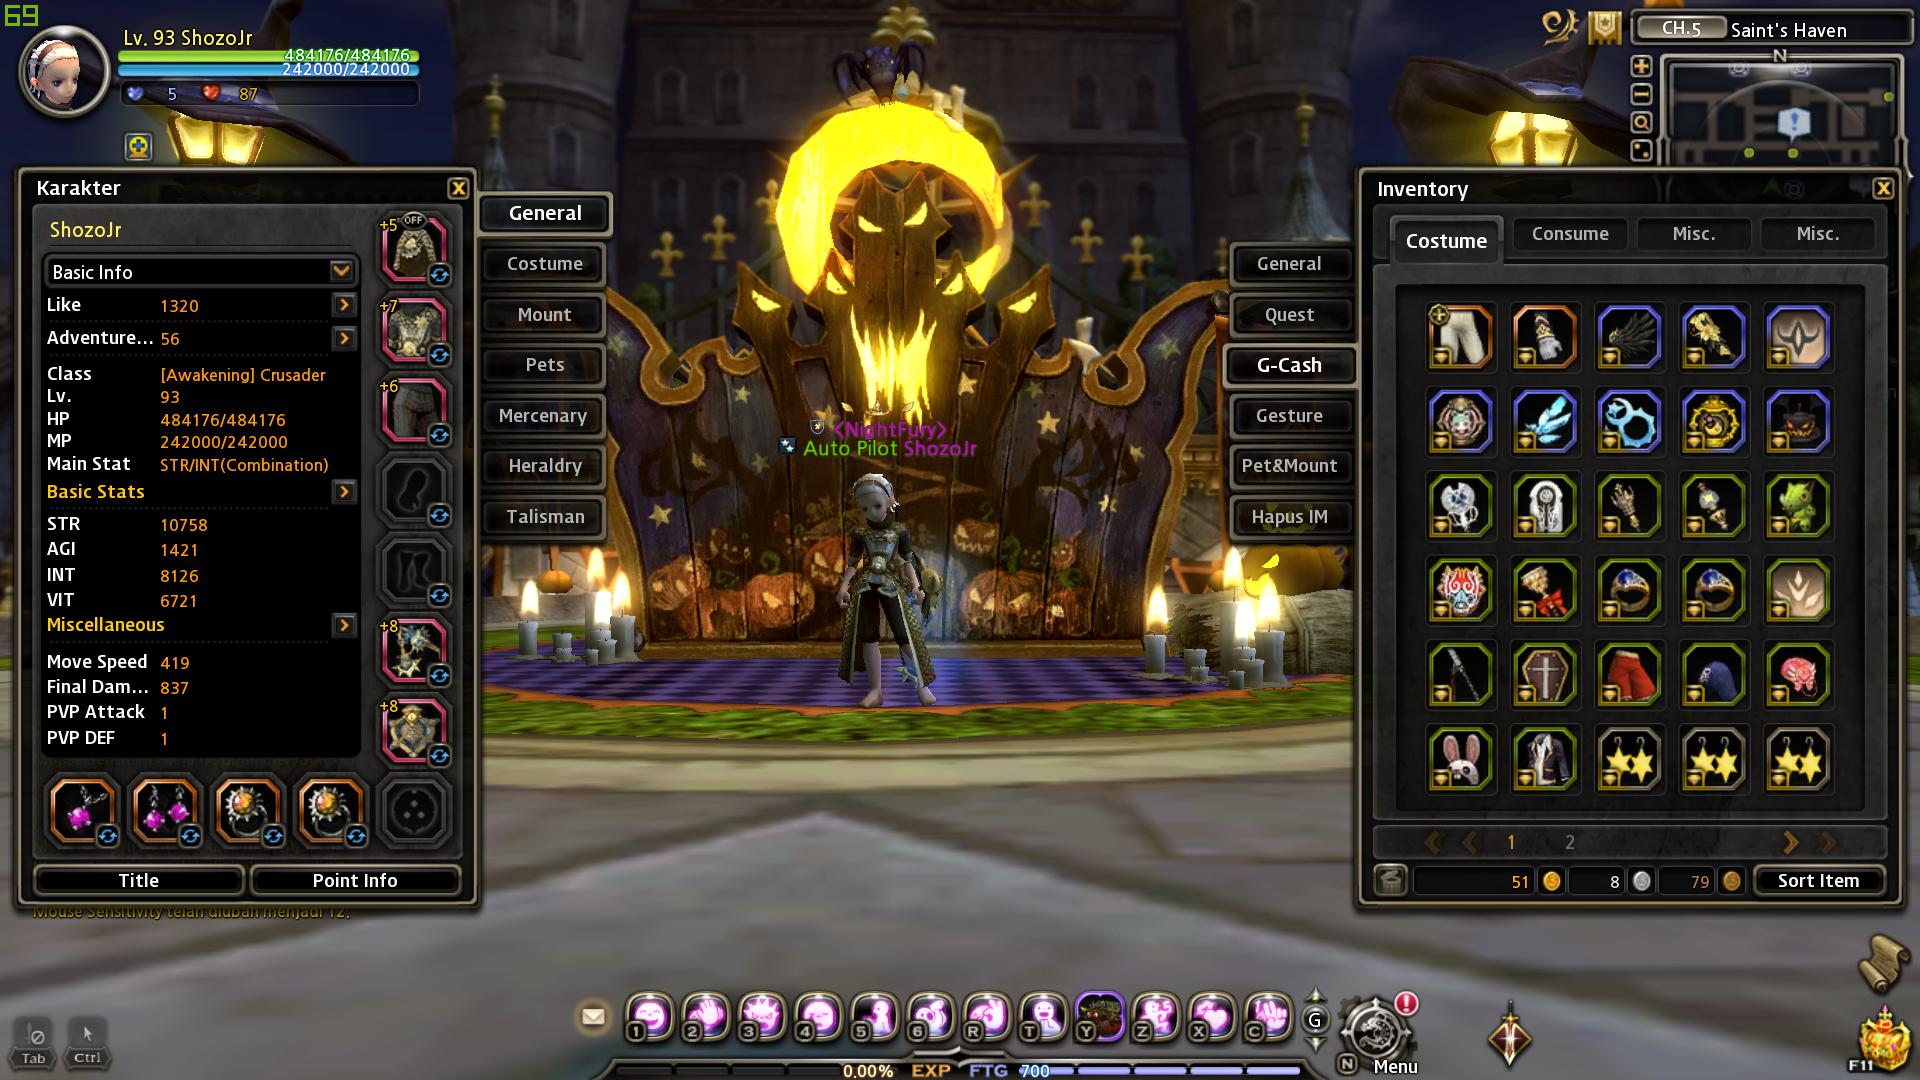 69
Lv. 93 ShozoJr
484176/484176
242000/242000
5 87
CH.5 Saint's Haven
N
Karakter
ShozoJr
Basic Info
Like 1320
Adventure... 56
Class [Awakening] Crusader
Lv. 93
HP 484176/484176
MP 242000/242000
Main Stat STR/INT(Combination)
Basic Stats
STR 10758
AGI 1421
INT 8126
VIT 6721
Miscellaneous
Move Speed 419
Final Dam... 837
PVP Attack 1
PVP DEF 1
OFF
+5
+7
+6
+8
+8
Title
Point Info
General
Costume
Mount
Pets
Mercenary
Heraldry
Talisman
<NightFury>
Auto Pilot ShozoJr
General
Quest
G-Cash
Gesture
Pet&Mount
Hapus IM
Inventory
Costume
Consume
Misc.
Misc.
1 2
51 8 79
Sort Item
Mouse Sensitivity telah diubah menjadi 12.
Tab
Ctrl
1 2 3 4 5 6 R T Y Z X C G
N Menu
F11
0.00% EXP FTG 700